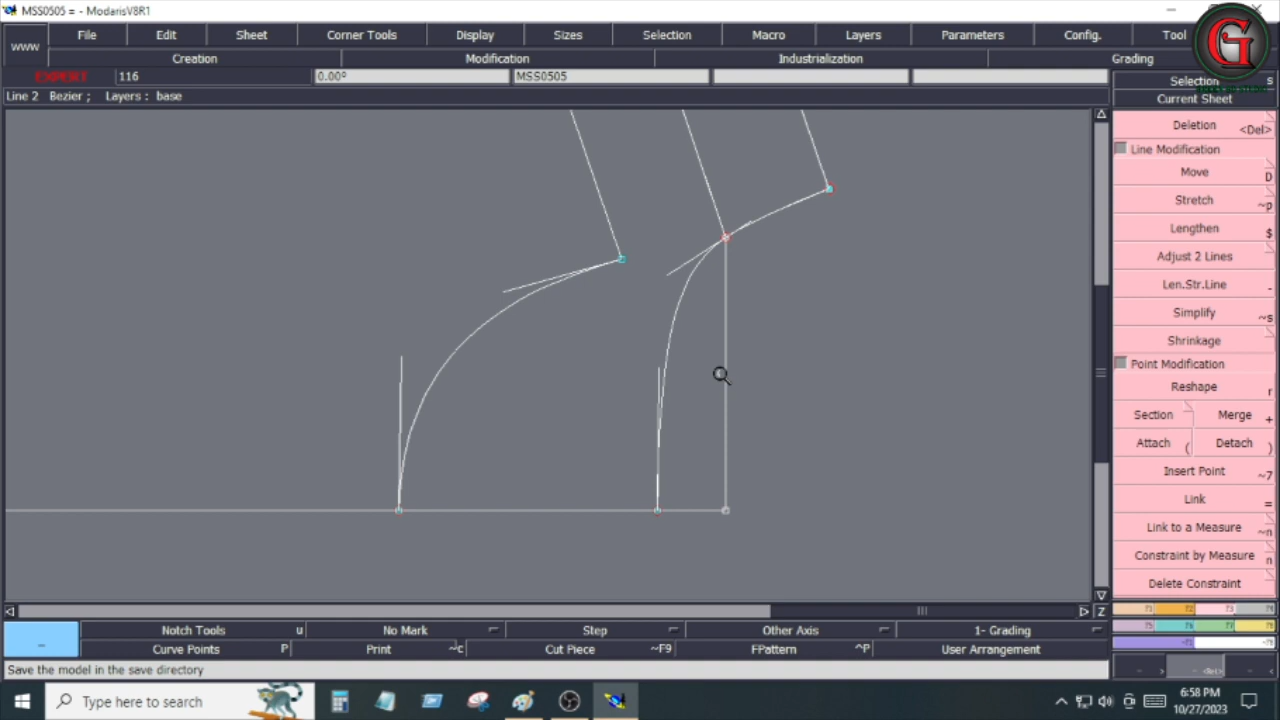 MSS0505 = - ModarisV8R1
www File Edit Sheet Corner Tools Display Sizes Selection Macro Layers Parameters Config. Tool
G
Creation Modification Industrialization Grading
EXPERT 116 0.00º MSS0505
Line 2 Bezier ; Layers : base
Selection S
Current Sheet
Deletion <Del>
Line Modification
Move D
Stretch ~p
Lengthen $
Adjust 2 Lines
Len.Str.Line -
Simplify ~s
Shrinkage
Point Modification
Reshape r
Section Merge +
Attach ( Detach )
Insert Point ~7
Link =
Link to a Measure ~n
Constraint by Measure n
Delete Constraint
Z
Notch Tools u No Mark Step Other Axis 1- Grading
Curve Points P Print ~c Cut Piece ~F9 FPattern ^P User Arrangement
Save the model in the save directory
Type here to search
6:58 PM
10/27/2023